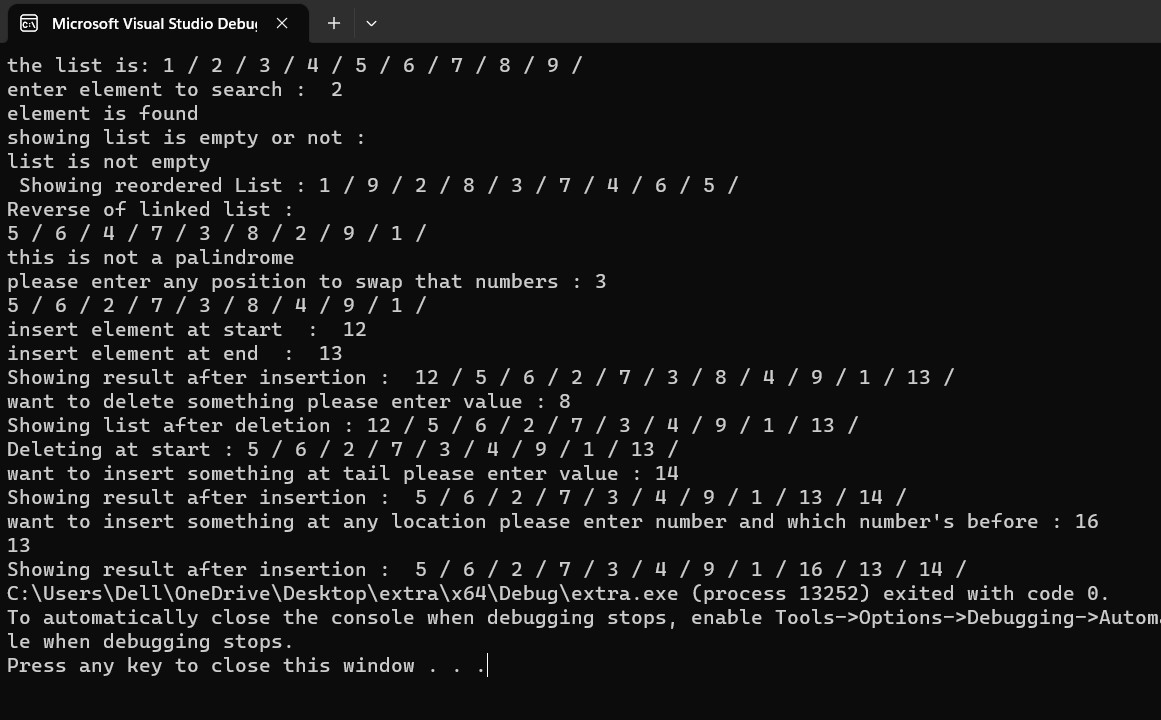 Microsoft Visual Studio Debu
the list is: 1 / 2 / 3 / 4 / 5 / 6 / 7 / 8 / 9 /
enter element to search :  2
element is found
showing list is empty or not :
list is not empty
 Showing reordered List : 1 / 9 / 2 / 8 / 3 / 7 / 4 / 6 / 5 /
Reverse of linked list :
5 / 6 / 4 / 7 / 3 / 8 / 2 / 9 / 1 /
this is not a palindrome
please enter any position to swap that numbers : 3
5 / 6 / 2 / 7 / 3 / 8 / 4 / 9 / 1 /
insert element at start  :  12
insert element at end  :  13
Showing result after insertion :  12 / 5 / 6 / 2 / 7 / 3 / 8 / 4 / 9 / 1 / 13 /
want to delete something please enter value : 8
Showing list after deletion : 12 / 5 / 6 / 2 / 7 / 3 / 4 / 9 / 1 / 13 /
Deleting at start : 5 / 6 / 2 / 7 / 3 / 4 / 9 / 1 / 13 /
want to insert something at tail please enter value : 14
Showing result after insertion :  5 / 6 / 2 / 7 / 3 / 4 / 9 / 1 / 13 / 14 /
want to insert something at any location please enter number and which number's before : 16
13
Showing result after insertion :  5 / 6 / 2 / 7 / 3 / 4 / 9 / 1 / 16 / 13 / 14 /
C:\Users\Dell\OneDrive\Desktop\extra\x64\Debug\extra.exe (process 13252) exited with code 0.
To automatically close the console when debugging stops, enable Tools->Options->Debugging->Autom
le when debugging stops.
Press any key to close this window . . .